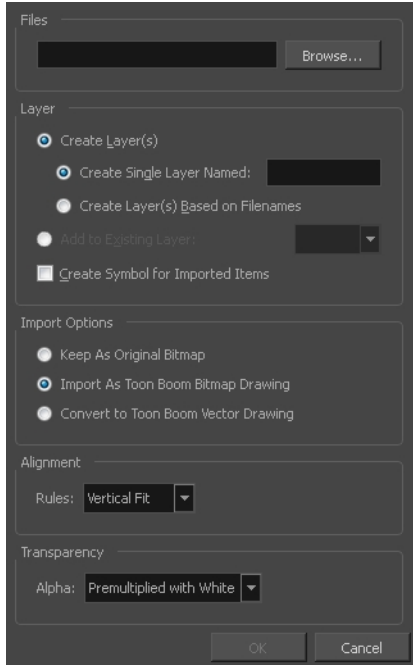 Files
Browse...
Layer
Create Layer(s)
Create Single Layer Named:
Create Layer(s) Based on Filenames
Add to Existing Layer:
Create Symbol for Imported Items
Import Options
Keep As Original Bitmap
Import As Toon Boom Bitmap Drawing
Convert to Toon Boom Vector Drawing
Alignment
Rules: Vertical Fit
Transparency
Alpha: Premultiplied with White
OK Cancel